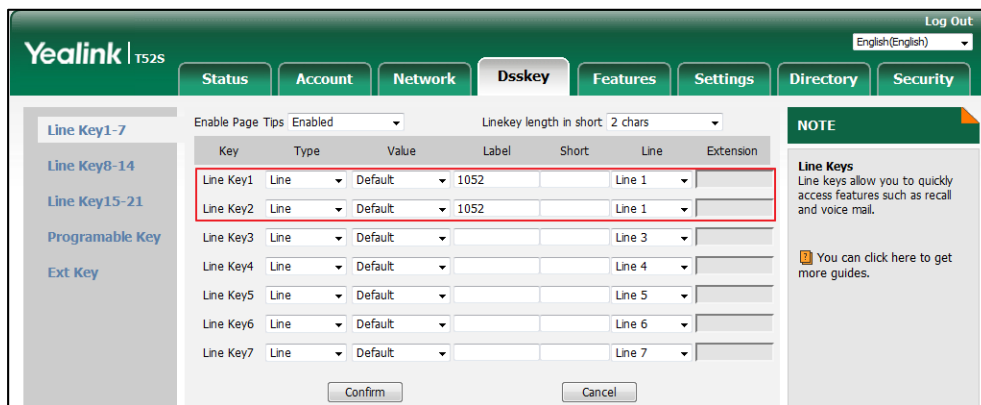 Log Out
Yealink | T52S
English(English)
Status Account Network Dsskey Features Settings Directory Security
Line Key1-7
Line Key8-14
Line Key15-21
Programable Key
Ext Key
Enable Page Tips Enabled Linekey length in short 2 chars
Key Type Value Label Short Line Extension
Line Key1 Line Default 1052 Line 1
Line Key2 Line Default 1052 Line 1
Line Key3 Line Default Line 3
Line Key4 Line Default Line 4
Line Key5 Line Default Line 5
Line Key6 Line Default Line 6
Line Key7 Line Default Line 7
Confirm Cancel
NOTE
Line Keys
Line keys allow you to quickly
access features such as recall
and voice mail.
? You can click here to get
more guides.